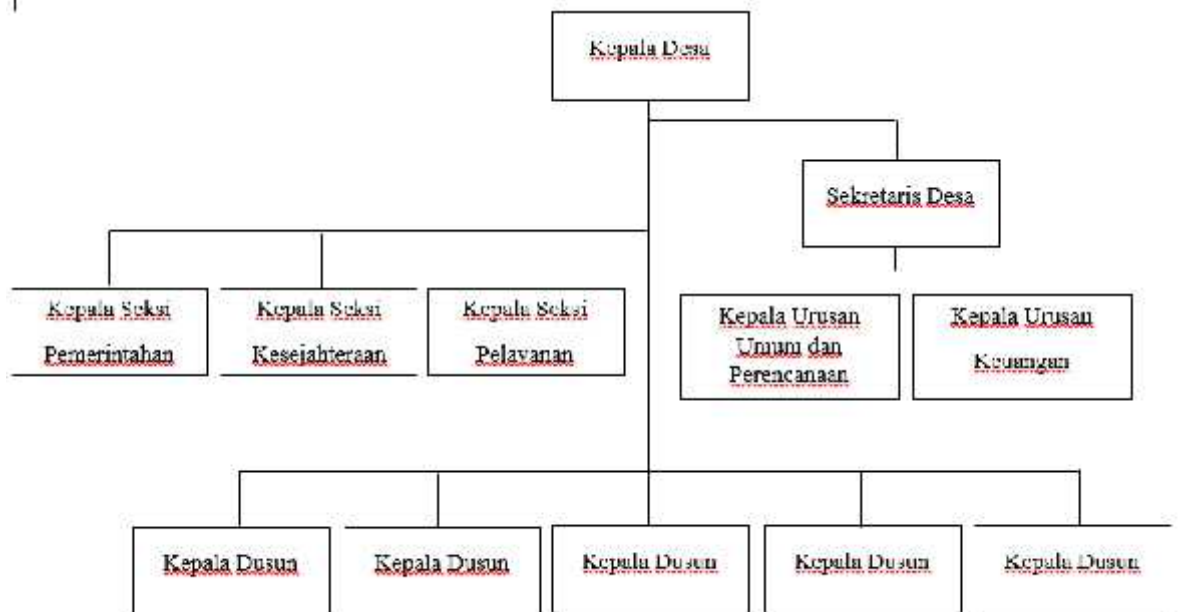 Kepala Desa
Sekretaris Desa
Kepala Seksi
Pemerintahan
Kepala Seksi
Kesejahteraan
Kepala Seksi
Pelayanan
Kepala Urusan
Umum dan
Perencanaan
Kepala Urusan
Keuangan
Kepala Dusun
Kepala Dusun
Kepala Dusun
Kepala Dusun
Kepala Dusun